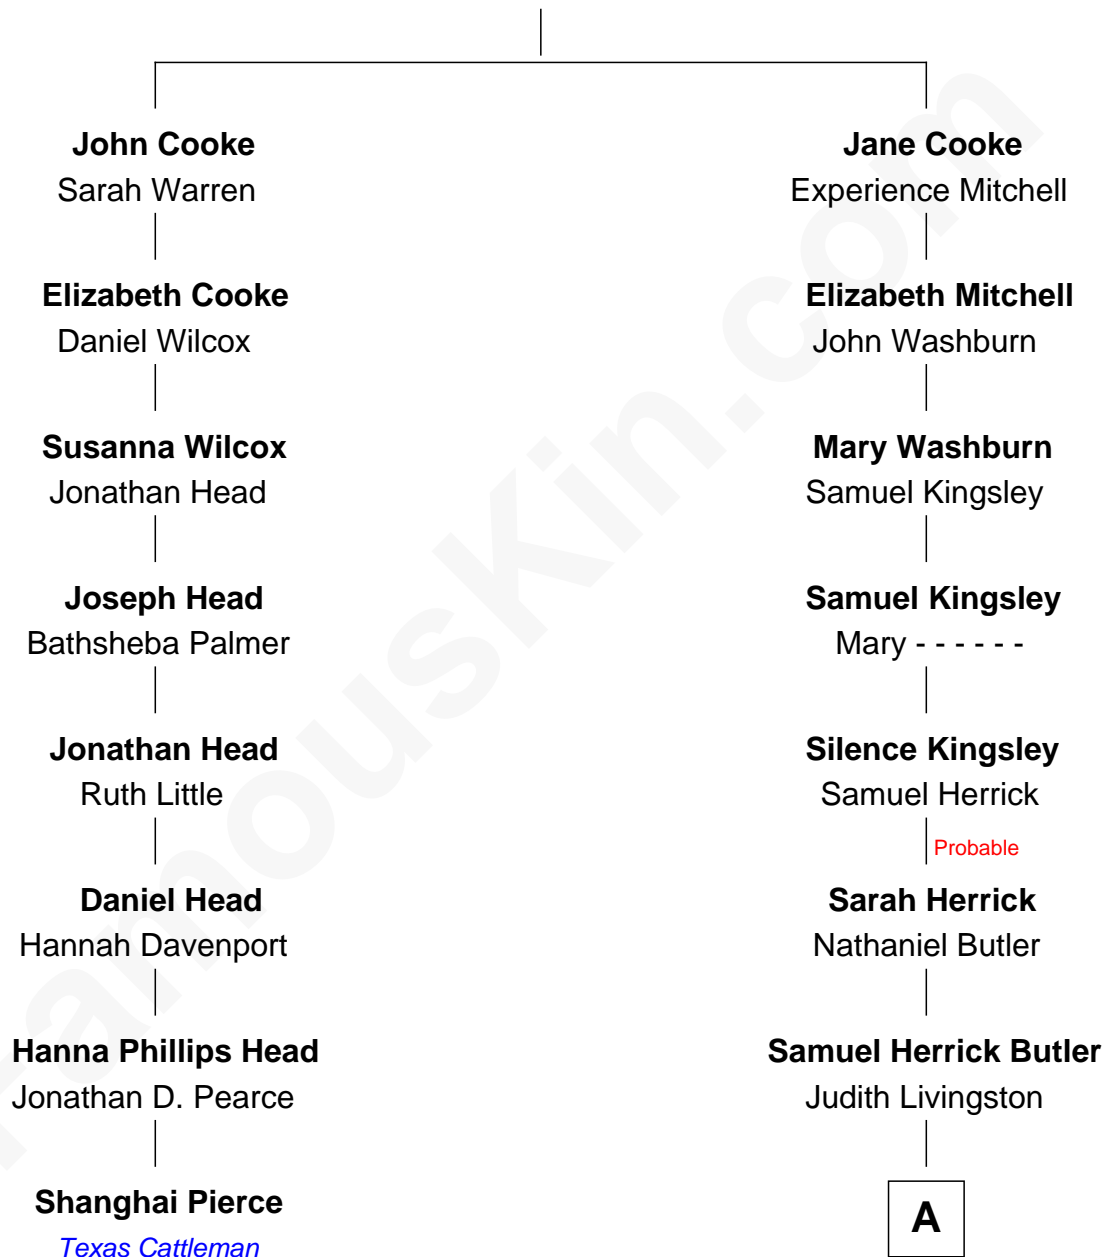 John Cooke
Sarah Warren
Jane Cooke
Experience Mitchell
Elizabeth Cooke
Daniel Wilcox
Elizabeth Mitchell
John Washburn
Susanna Wilcox
Jonathan Head
Mary Washburn
Samuel Kingsley
Joseph Head
Bathsheba Palmer
Samuel Kingsley
Mary - - - - - -
Jonathan Head
Ruth Little
Silence Kingsley
Samuel Herrick
Probable
Daniel Head
Hannah Davenport
Sarah Herrick
Nathaniel Butler
Hanna Phillips Head
Jonathan D. Pearce
Samuel Herrick Butler
Judith Livingston
Shanghai Pierce
Texas Cattleman
A
FamousKin.com